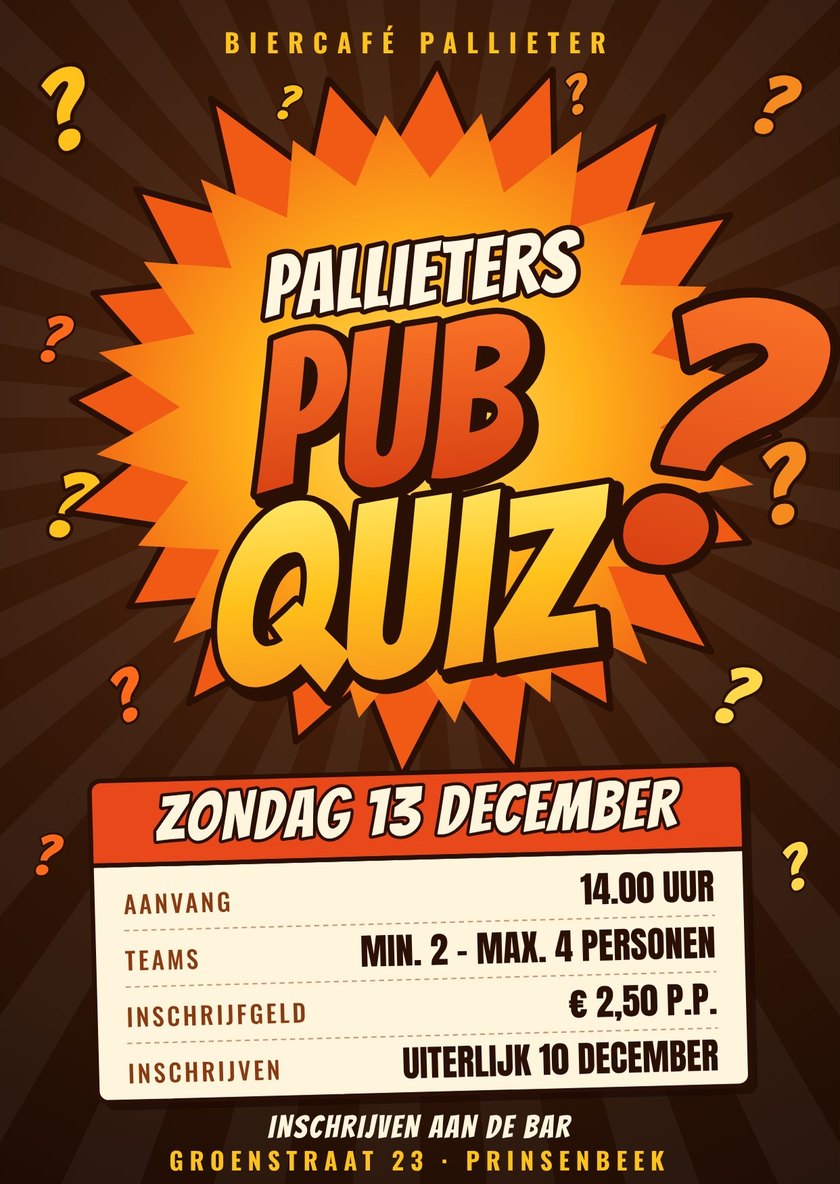 BIERCAFÉ PALLIETER
PALLIETERS
PUB
QUIZ?
ZONDAG 13 DECEMBER
AANVANG 14.00 UUR
TEAMS MIN. 2 - MAX. 4 PERSONEN
INSCHRIJFGELD € 2,50 P.P.
INSCHRIJVEN UITERLIJK 10 DECEMBER
INSCHRIJVEN AAN DE BAR
GROENSTRAAT 23 · PRINSENBEEK